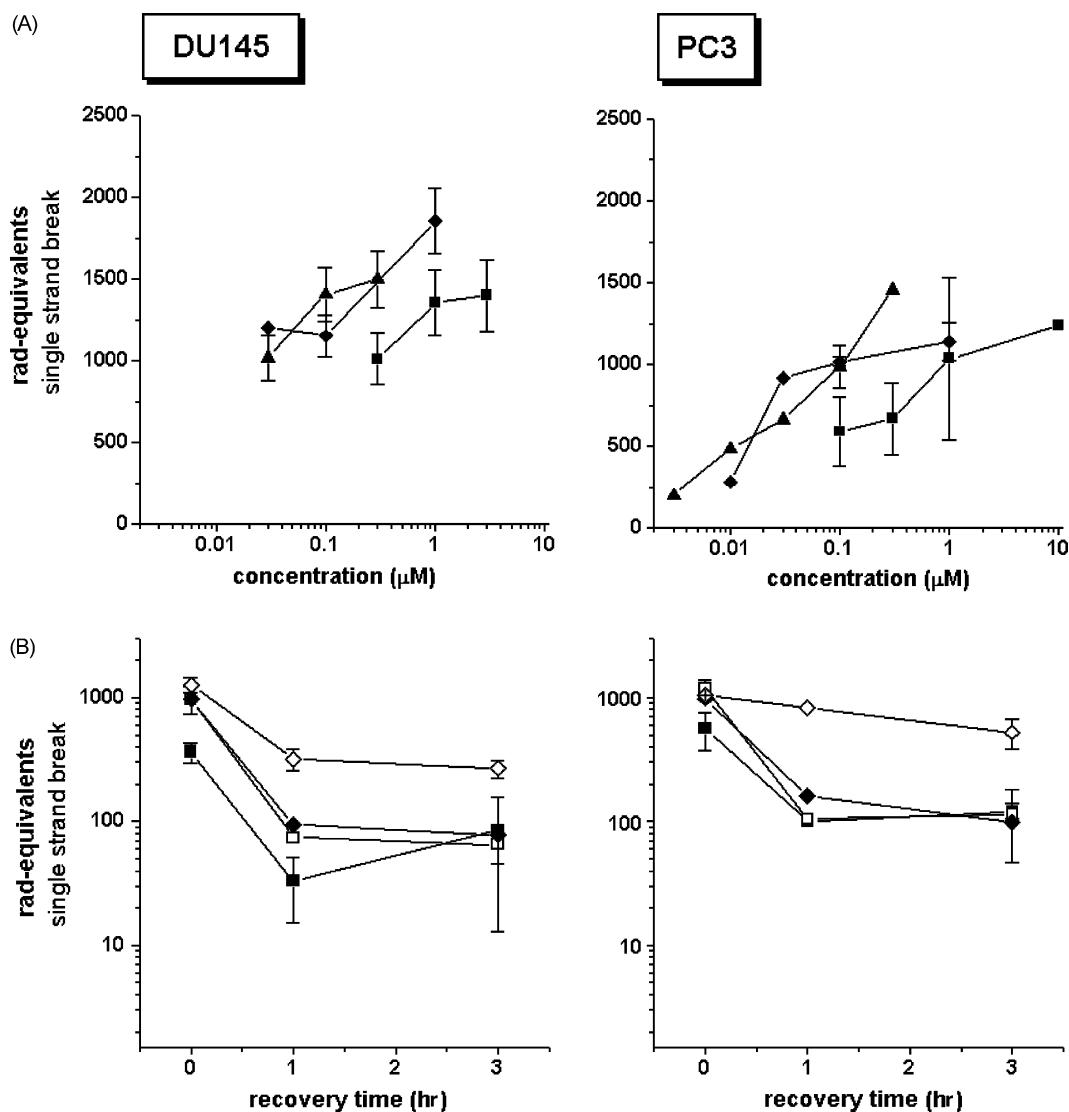 (A)
DU145
PC3
2500
2000
1500
1000
500
0
rad-equivalents
single strand break
0.01
0.1
1
10
concentration (μM)
2500
2000
1500
1000
500
0
0.01
0.1
1
10
concentration (μM)
(B)
1000
100
10
rad-equivalents
single strand break
0
1
2
3
recovery time (hr)
1000
100
10
0
1
2
3
recovery time (hr)